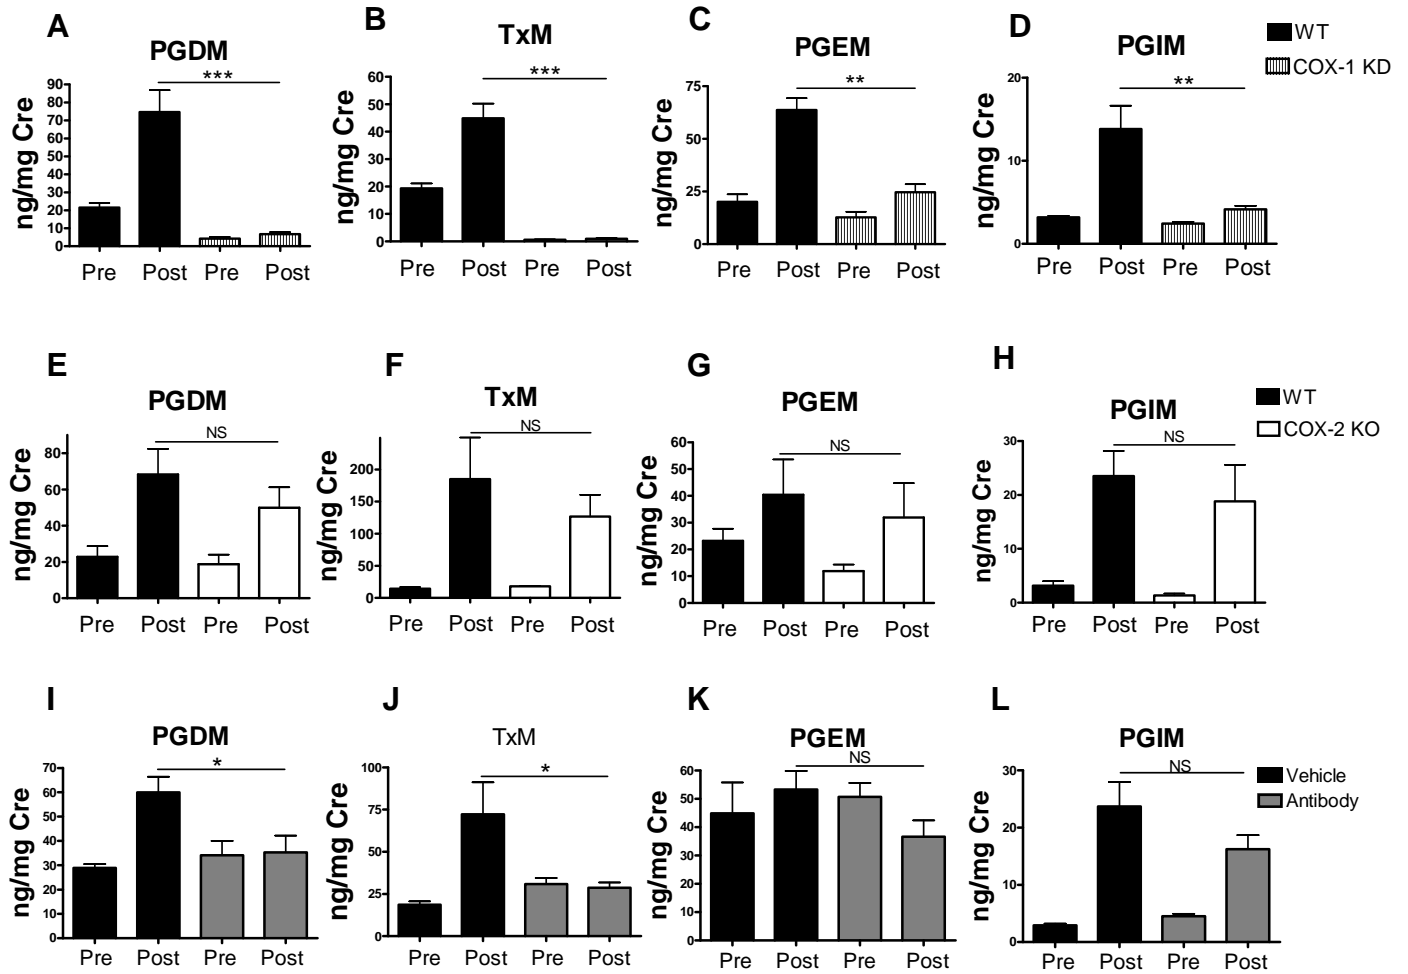 A
PGDM
***
ng/mg Cre
90
80
70
60
50
40
30
20
10
0
Pre Post Pre Post
B
TxM
***
ng/mg Cre
60
50
40
30
20
10
0
Pre Post Pre Post
C
PGEM
**
ng/mg Cre
75
50
25
0
Pre Post Pre Post
D
PGIM
**
ng/mg Cre
20
10
0
Pre Post Pre Post
WT
COX-1 KD
E
PGDM
NS
ng/mg Cre
80
60
40
20
0
Pre Post Pre Post
F
TxM
NS
ng/mg Cre
200
150
100
50
0
Pre Post Pre Post
G
PGEM
NS
ng/mg Cre
60
50
40
30
20
10
0
Pre Post Pre Post
H
PGIM
NS
ng/mg Cre
30
20
10
0
Pre Post Pre Post
WT
COX-2 KO
I
PGDM
*
ng/mg Cre
70
60
50
40
30
20
10
0
Pre Post Pre Post
J
TxM
*
ng/mg Cre
100
75
50
25
0
Pre Post Pre Post
K
PGEM
NS
ng/mg Cre
60
50
40
30
20
10
0
Pre Post Pre Post
L
PGIM
NS
ng/mg Cre
30
20
10
0
Pre Post Pre Post
Vehicle
Antibody